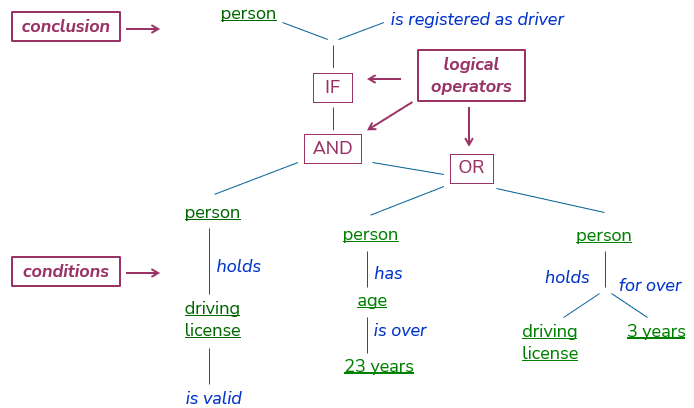 person
conclusion
is registered as driver
logical
operators
IF
AND
OR
person
person
person
conditions
holds
has
holds
for over
driving
license
age
is over
driving
license
3 years
23 years
is valid